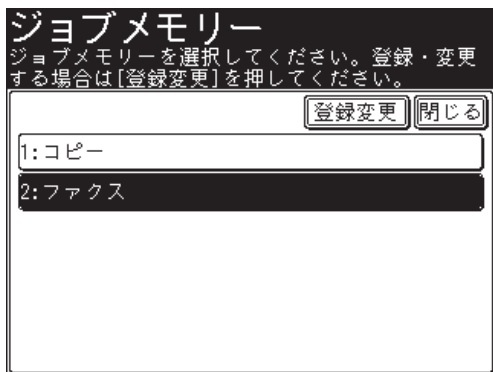 ジョブメモリー
ジョブメモリーを選択してください。登録・変更
する場合は[登録変更]を押してください。
登録変更 閉じる
1:コピー
2:ファクス